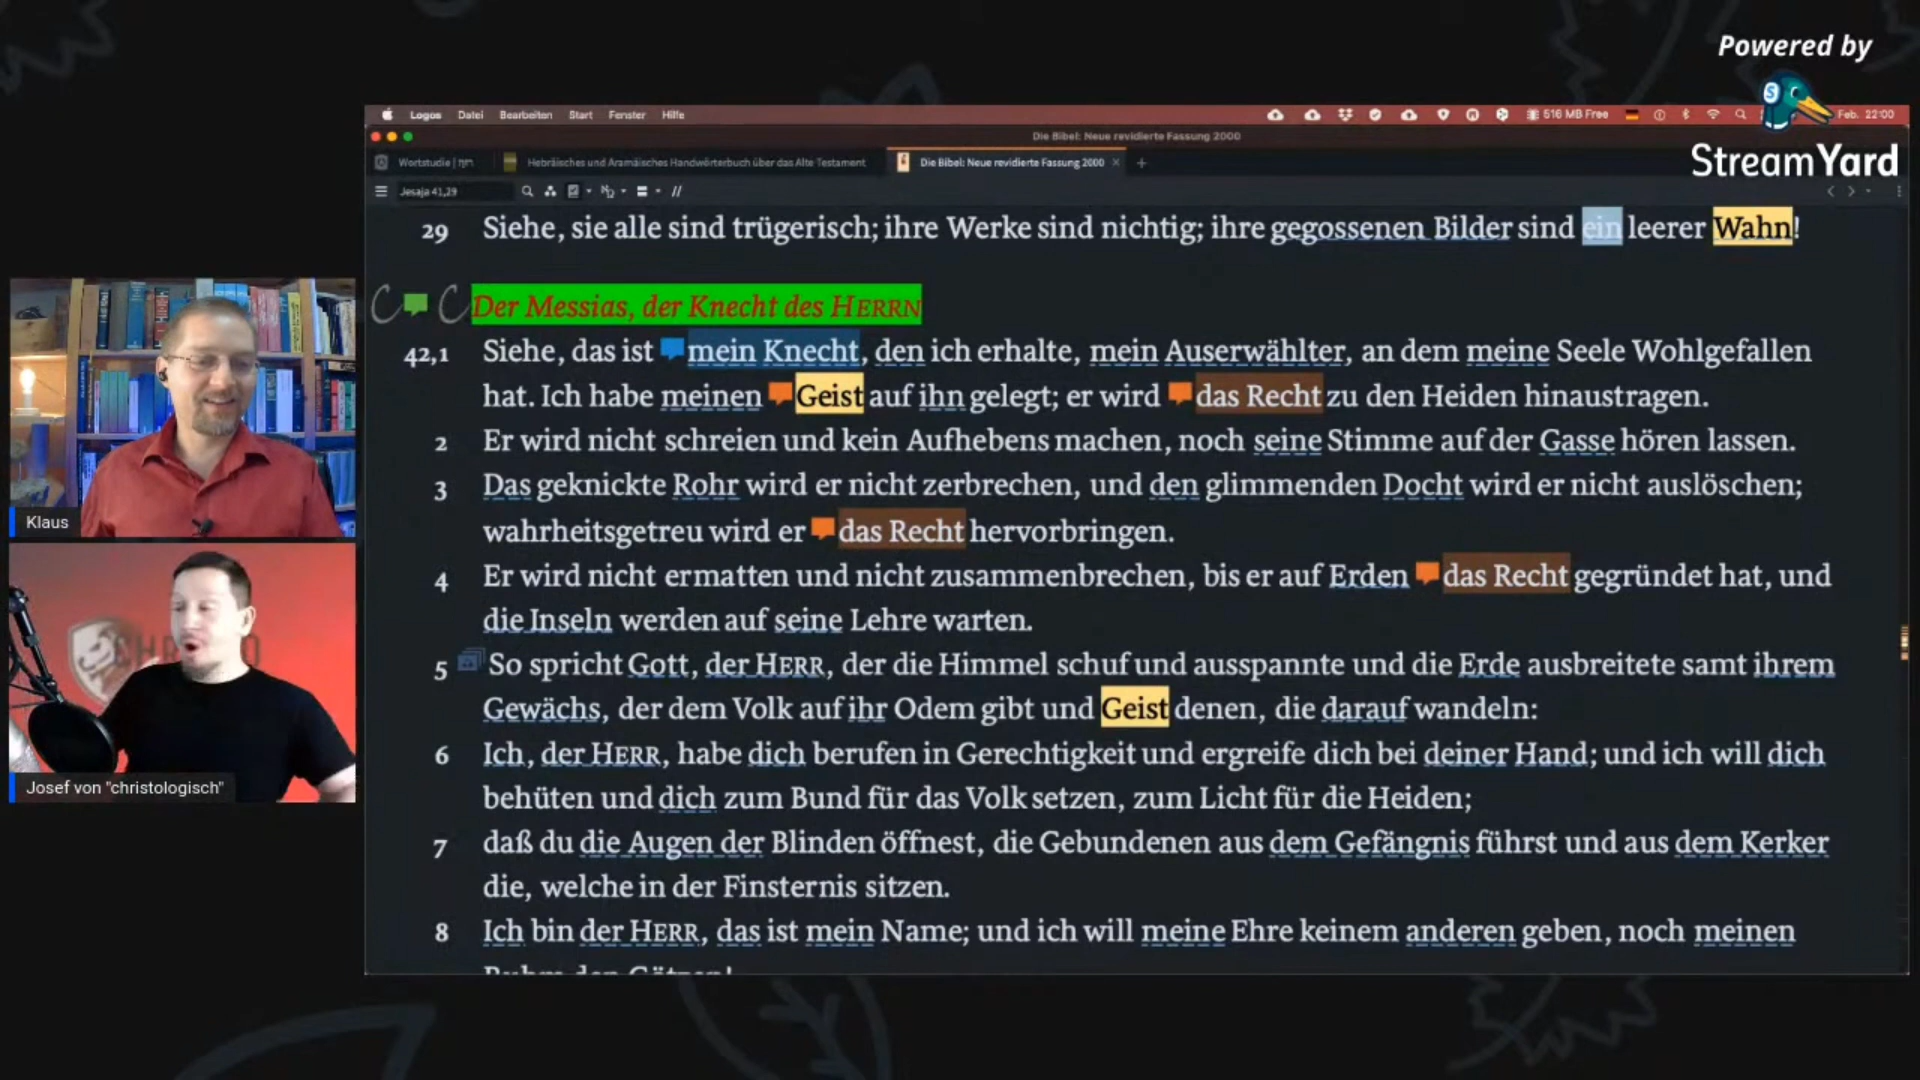 Powered by
StreamYard
Logos Datei Bearbeiten Start Fenster Hilfe
516 MB Free
Feb. 22:00
Die Bibel: Neue revidierte Fassung 2000
Wortstudie | רוּחַ
Hebräisches und Aramäisches Handwörterbuch über das Alte Testament
Die Bibel: Neue revidierte Fassung 2000
Jesaja 41,29
29 Siehe, sie alle sind trügerisch; ihre Werke sind nichtig; ihre gegossenen Bilder sind ein leerer Wahn!
Der Messias, der Knecht des HERRN
42,1 Siehe, das ist mein Knecht, den ich erhalte, mein Auserwählter, an dem meine Seele Wohlgefallen
hat. Ich habe meinen Geist auf ihn gelegt; er wird das Recht zu den Heiden hinaustragen.
2 Er wird nicht schreien und kein Aufhebens machen, noch seine Stimme auf der Gasse hören lassen.
3 Das geknickte Rohr wird er nicht zerbrechen, und den glimmenden Docht wird er nicht auslöschen;
wahrheitsgetreu wird er das Recht hervorbringen.
4 Er wird nicht ermatten und nicht zusammenbrechen, bis er auf Erden das Recht gegründet hat, und
die Inseln werden auf seine Lehre warten.
5 So spricht Gott, der HERR, der die Himmel schuf und ausspannte und die Erde ausbreitete samt ihrem
Gewächs, der dem Volk auf ihr Odem gibt und Geist denen, die darauf wandeln:
6 Ich, der HERR, habe dich berufen in Gerechtigkeit und ergreife dich bei deiner Hand; und ich will dich
behüten und dich zum Bund für das Volk setzen, zum Licht für die Heiden;
7 daß du die Augen der Blinden öffnest, die Gebundenen aus dem Gefängnis führst und aus dem Kerker
die, welche in der Finsternis sitzen.
8 Ich bin der HERR, das ist mein Name; und ich will meine Ehre keinem anderen geben, noch meinen
Klaus
Josef von "christologisch"